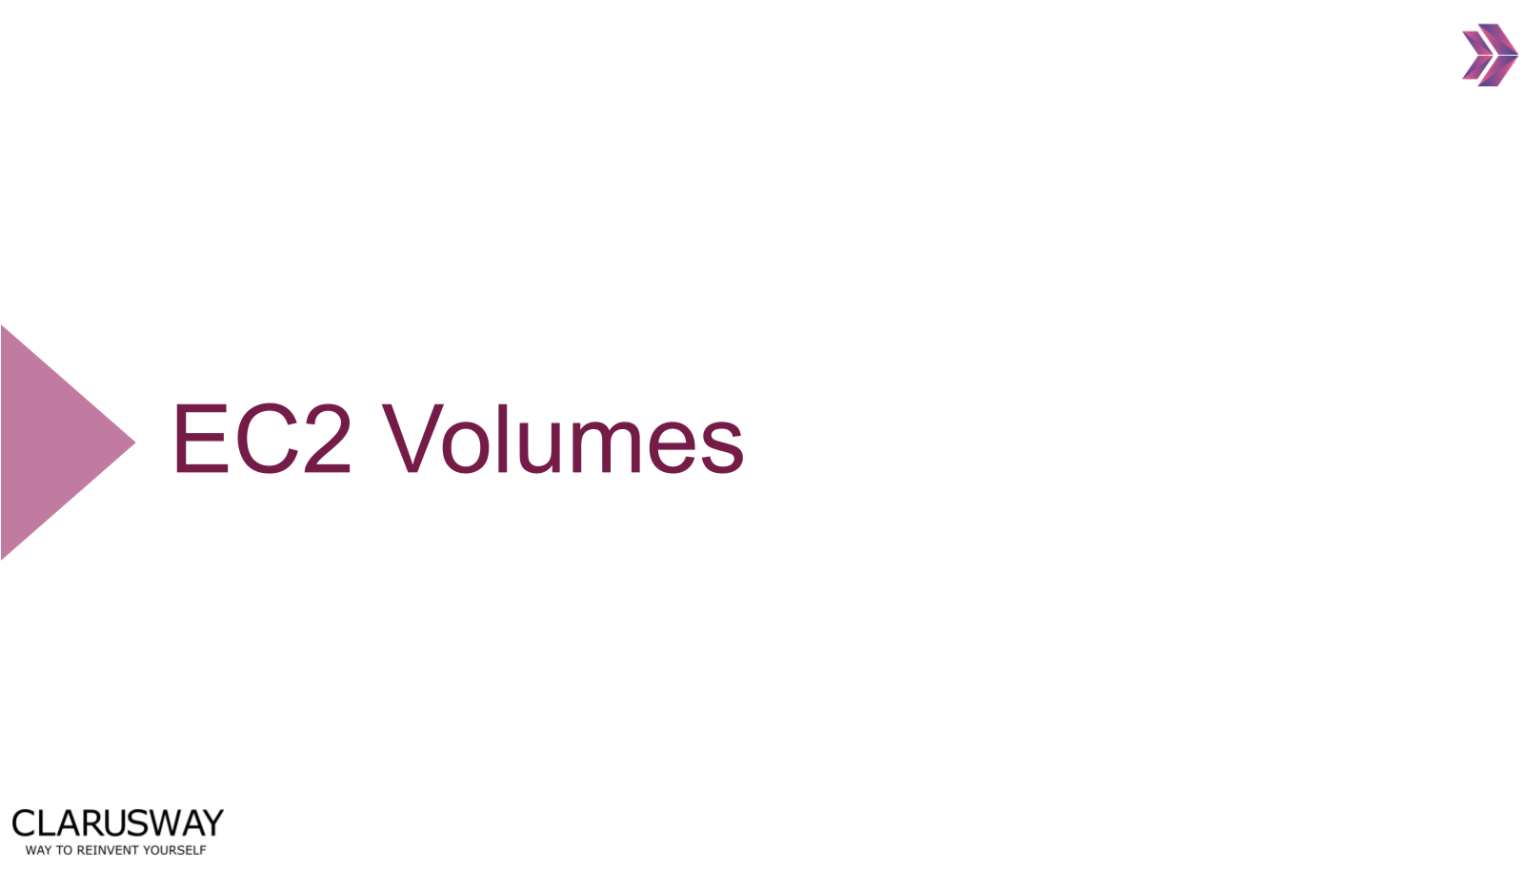 EC2 Volumes
CLARUSWAY
WAY TO REINVENT YOURSELF